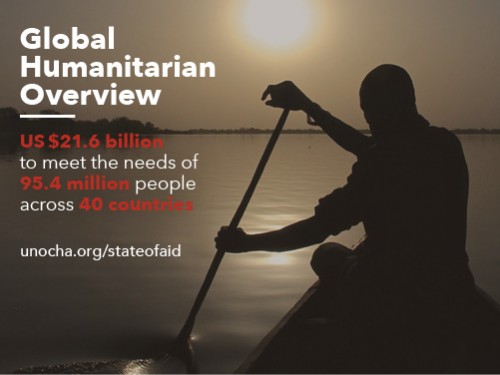 Global
Humanitarian
Overview
US $21.6 billion
to meet the needs of
95.4 million people
across 40 countries
unocha.org/stateofaid